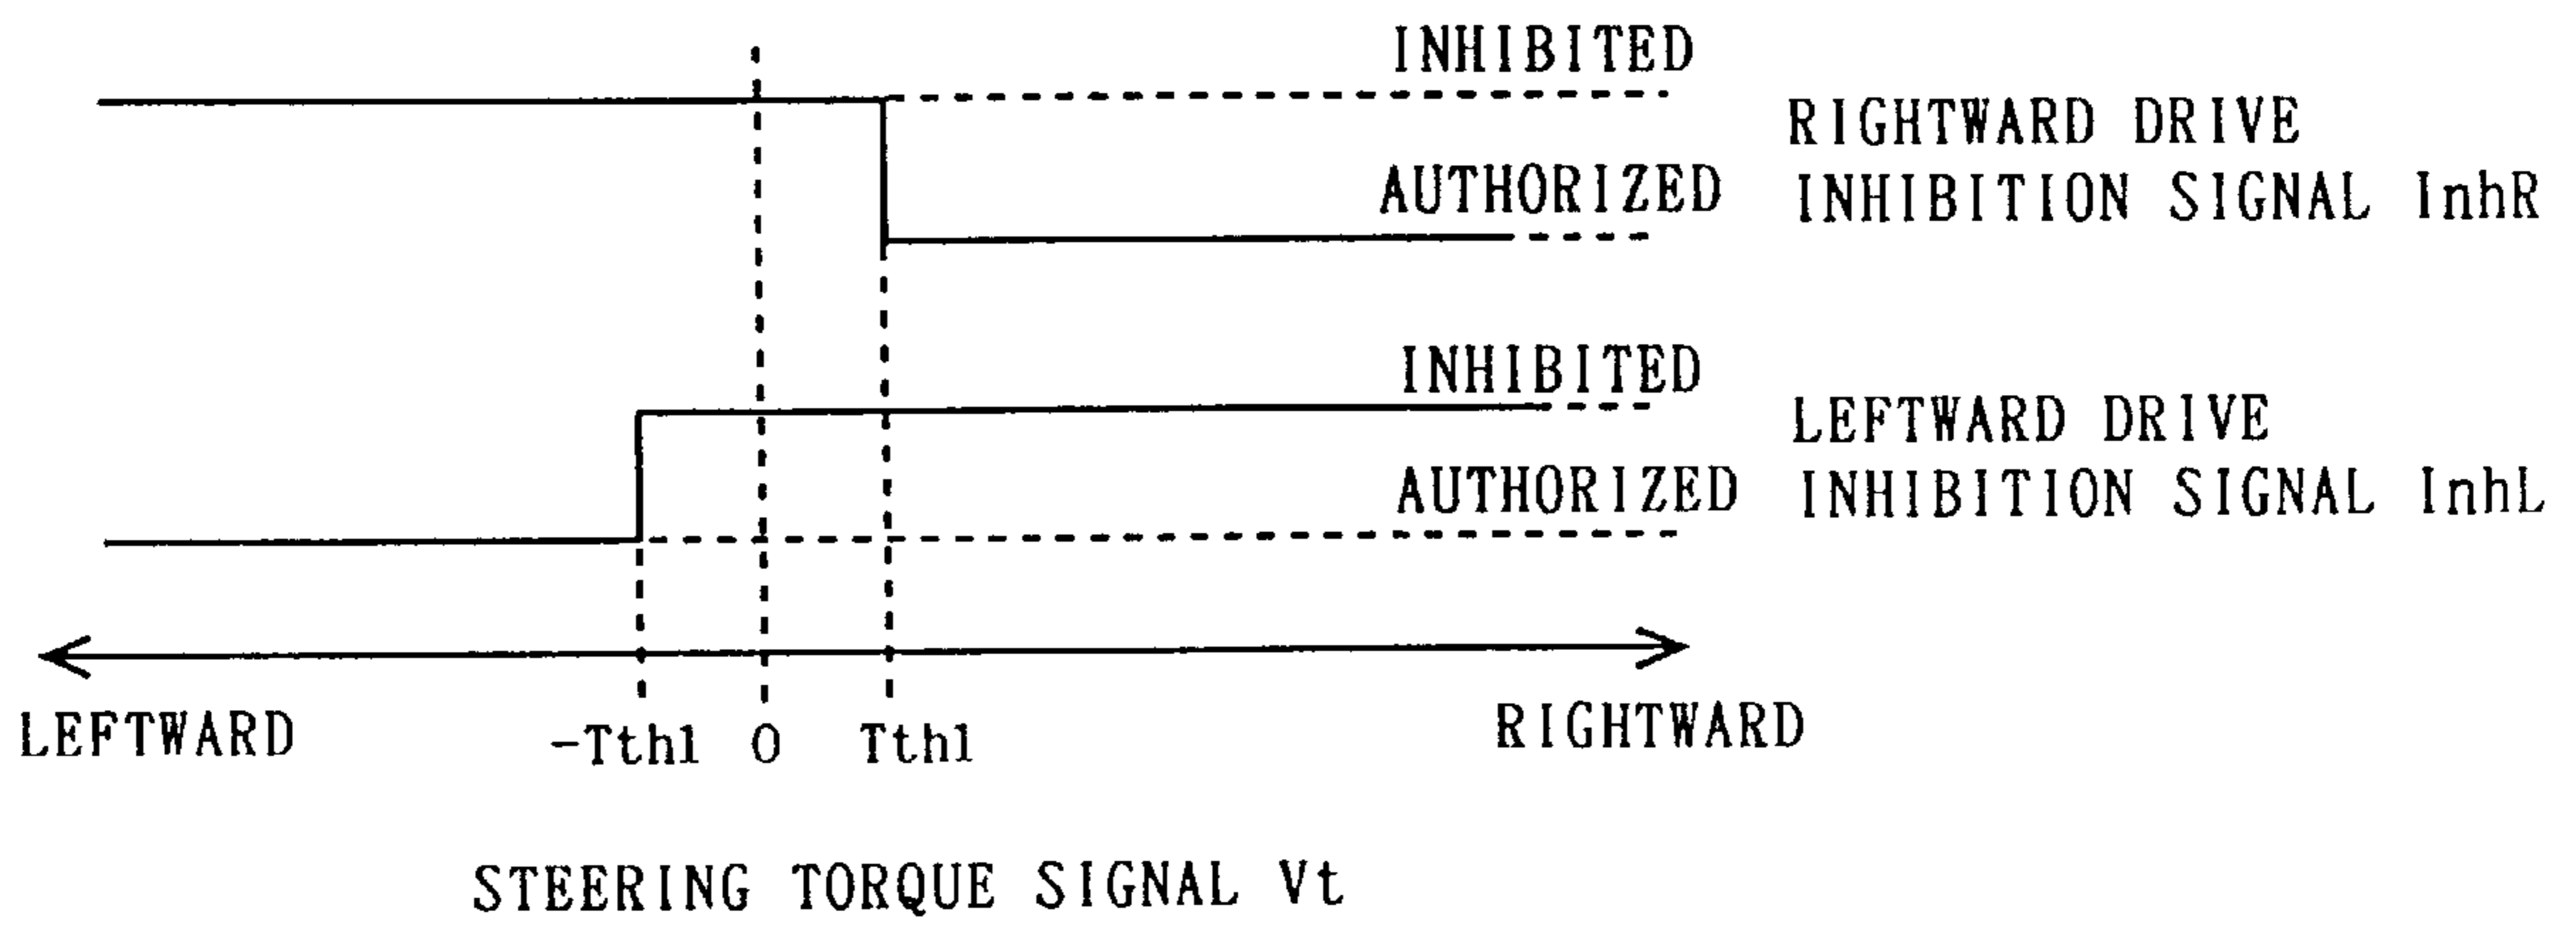 INHIBITED
RIGHTWARD DRIVE
AUTHORIZED
INHIBITION SIGNAL InhR
INHIBITED
LEFTWARD DRIVE
AUTHORIZED
INHIBITION SIGNAL InhL
LEFTWARD
-Tth1
0
Tth1
RIGHTWARD
STEERING TORQUE SIGNAL Vt